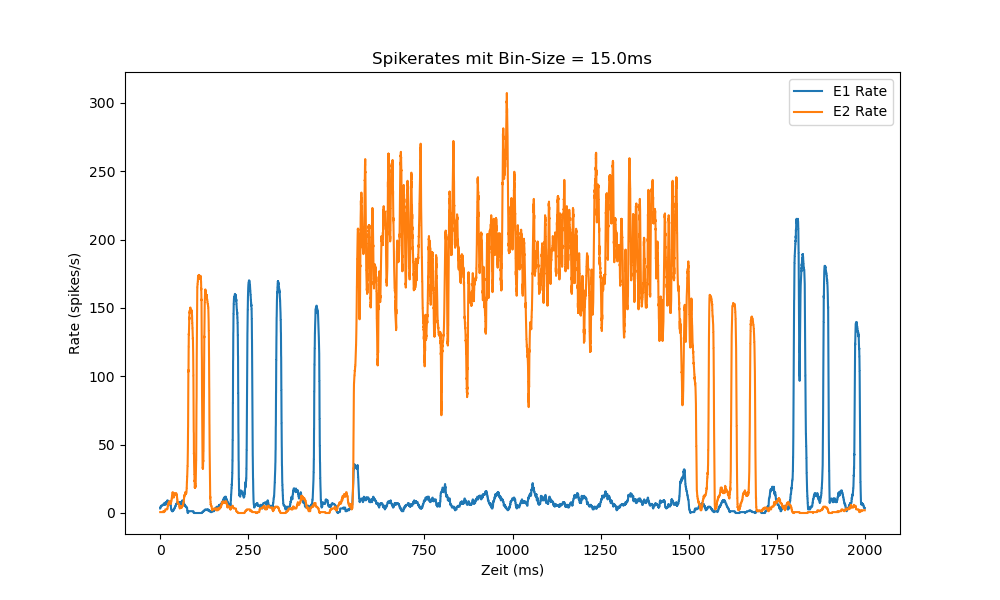 Spikerates mit Bin-Size = 15.0ms
E1 Rate
E2 Rate
300
250
200
150
100
50
0
Rate (spikes/s)
0 250 500 750 1000 1250 1500 1750 2000
Zeit (ms)